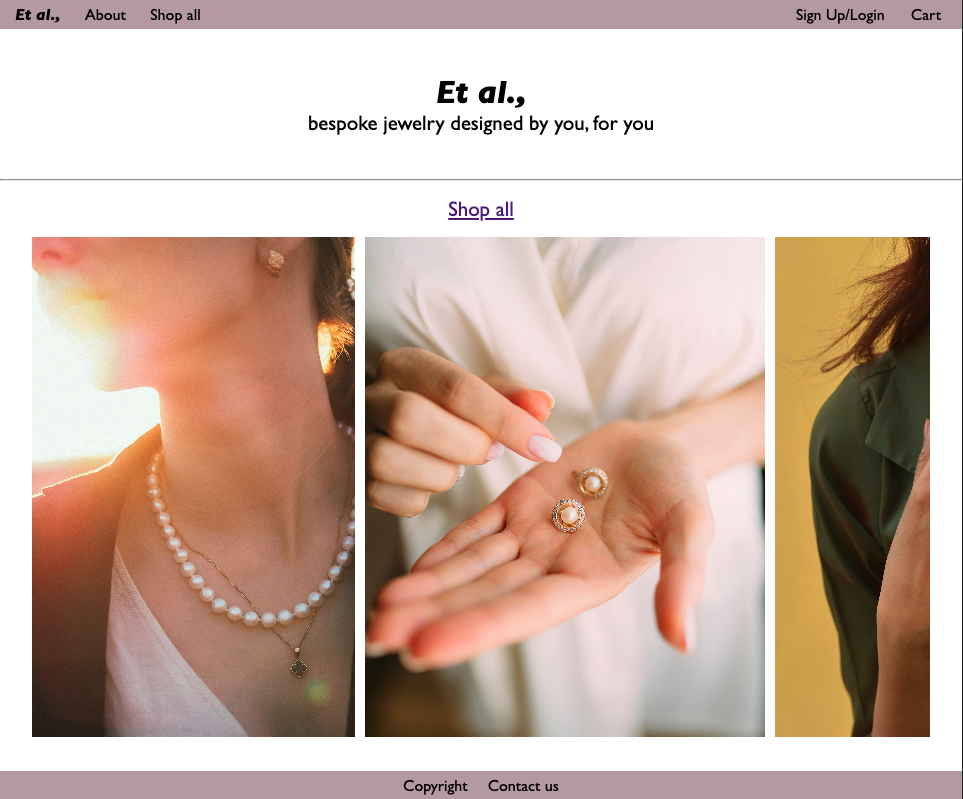 Et al., About Shop all Sign Up/Login Cart
Et al.,
bespoke jewelry designed by you, for you
Shop all
Copyright Contact us